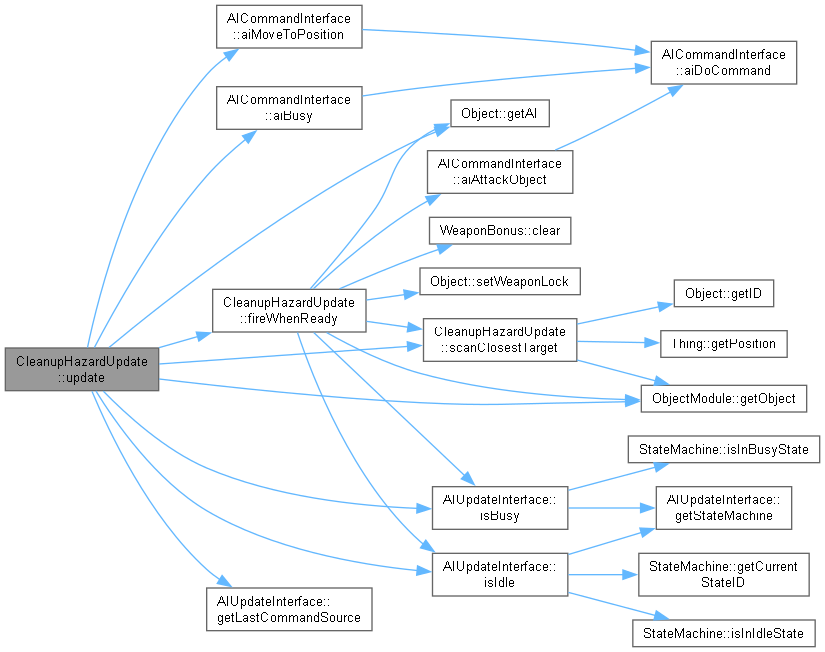 AICommandInterface
::aiMoveToPosition
AICommandInterface
::aiDoCommand
AICommandInterface
::aiBusy
Object::getAI
AICommandInterface
::aiAttackObject
WeaponBonus::clear
Object::setWeaponLock
Object::getID
CleanupHazardUpdate
::fireWhenReady
CleanupHazardUpdate
::scanClosestTarget
Thing::getPosition
CleanupHazardUpdate
::update
ObjectModule::getObject
StateMachine::isInBusyState
AIUpdateInterface::
isBusy
AIUpdateInterface::
getStateMachine
AIUpdateInterface::
isIdle
StateMachine::getCurrent
StateID
AIUpdateInterface::
getLastCommandSource
StateMachine::isInIdleState